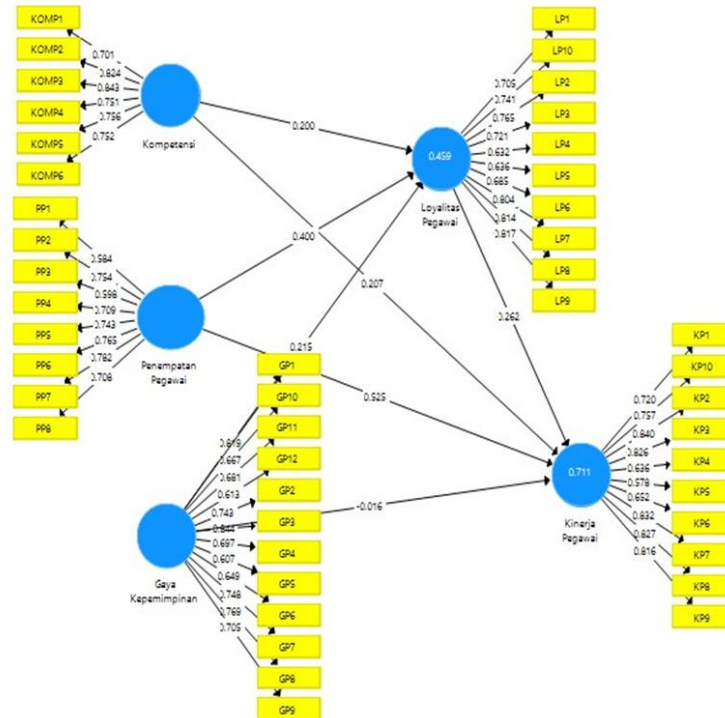 KOMP1
KOMP2
KOMP3
KOMP4
KOMP5
KOMP6
0.701
0.824
0.843
0.751
0.756
0.752
Kompetensi
PP1
PP2
PP3
PP4
PP5
PP6
PP7
PP8
0.584
0.754
0.598
0.709
0.743
0.765
0.782
0.708
Penempatan
Pegawai
GP1
GP10
GP11
GP12
GP2
GP3
GP4
GP5
GP6
GP7
GP8
GP9
0.819
0.667
0.681
0.613
0.743
0.844
0.697
0.607
0.649
0.748
0.769
0.705
Gaya
Kepemimpinan
0.200
0.400
0.215
0.207
0.525
-0.016
0.262
LP1
LP10
LP2
LP3
LP4
LP5
LP6
LP7
LP8
LP9
0.705
0.741
0.765
0.721
0.632
0.636
0.685
0.804
0.814
0.817
0.459
Loyalitas
Pegawai
KP1
KP10
KP2
KP3
KP4
KP5
KP6
KP7
KP8
KP9
0.720
0.757
0.840
0.826
0.636
0.578
0.652
0.832
0.827
0.816
0.711
Kinerja
Pegawai